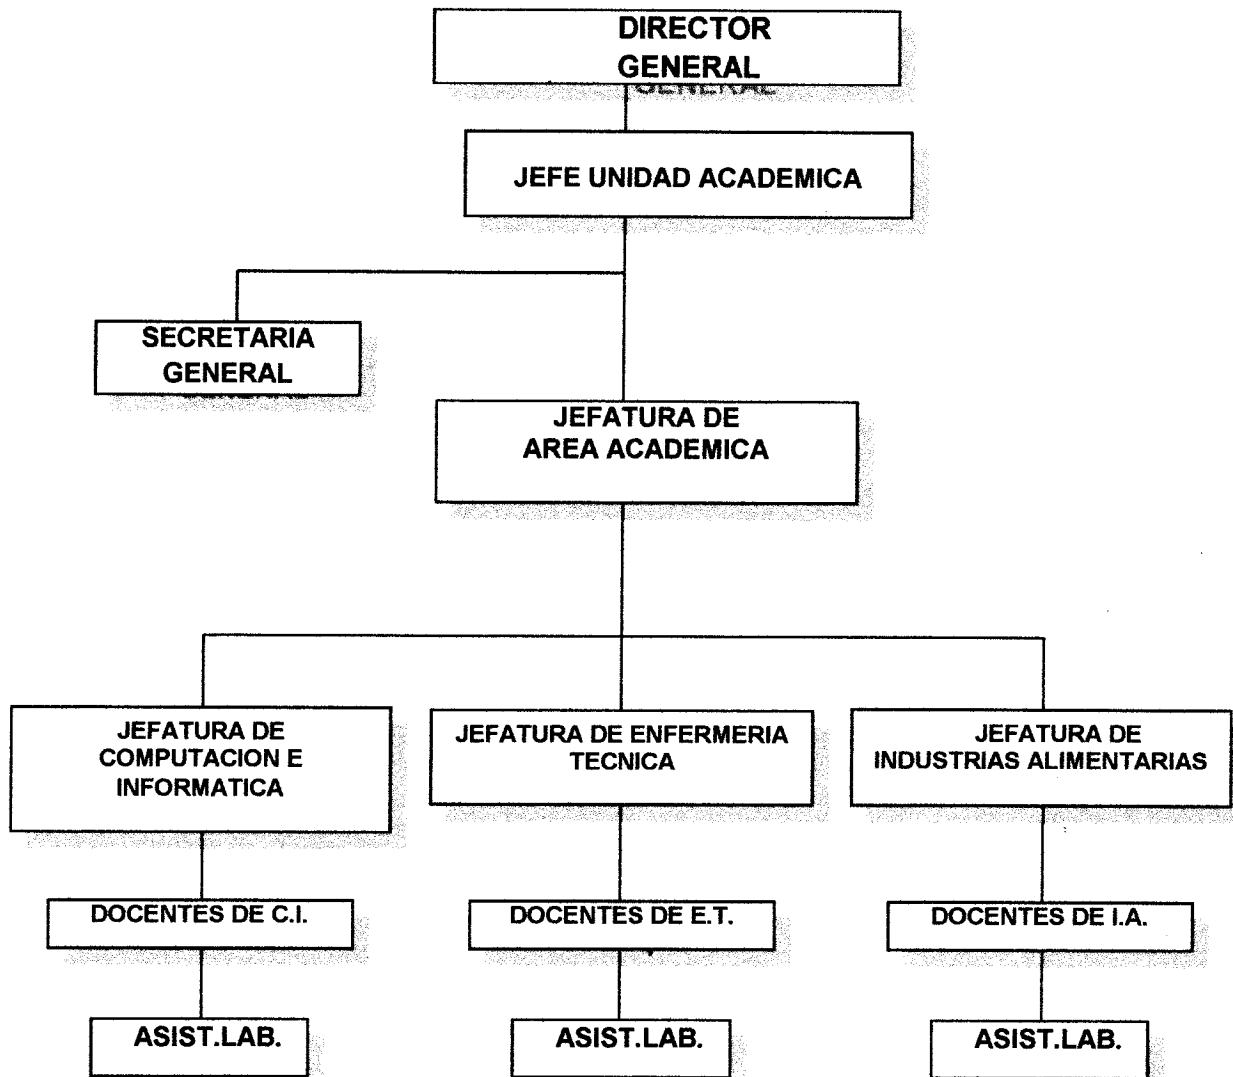 DIRECTOR
GENERAL
JEFE UNIDAD ACADEMICA
SECRETARIA
GENERAL
JEFATURA DE
AREA ACADEMICA
JEFATURA DE
COMPUTACION E
INFORMATICA
JEFATURA DE ENFERMERIA
TECNICA
JEFATURA DE
INDUSTRIAS ALIMENTARIAS
DOCENTES DE C.I.
DOCENTES DE E.T.
DOCENTES DE I.A.
ASIST.LAB.
ASIST.LAB.
ASIST.LAB.